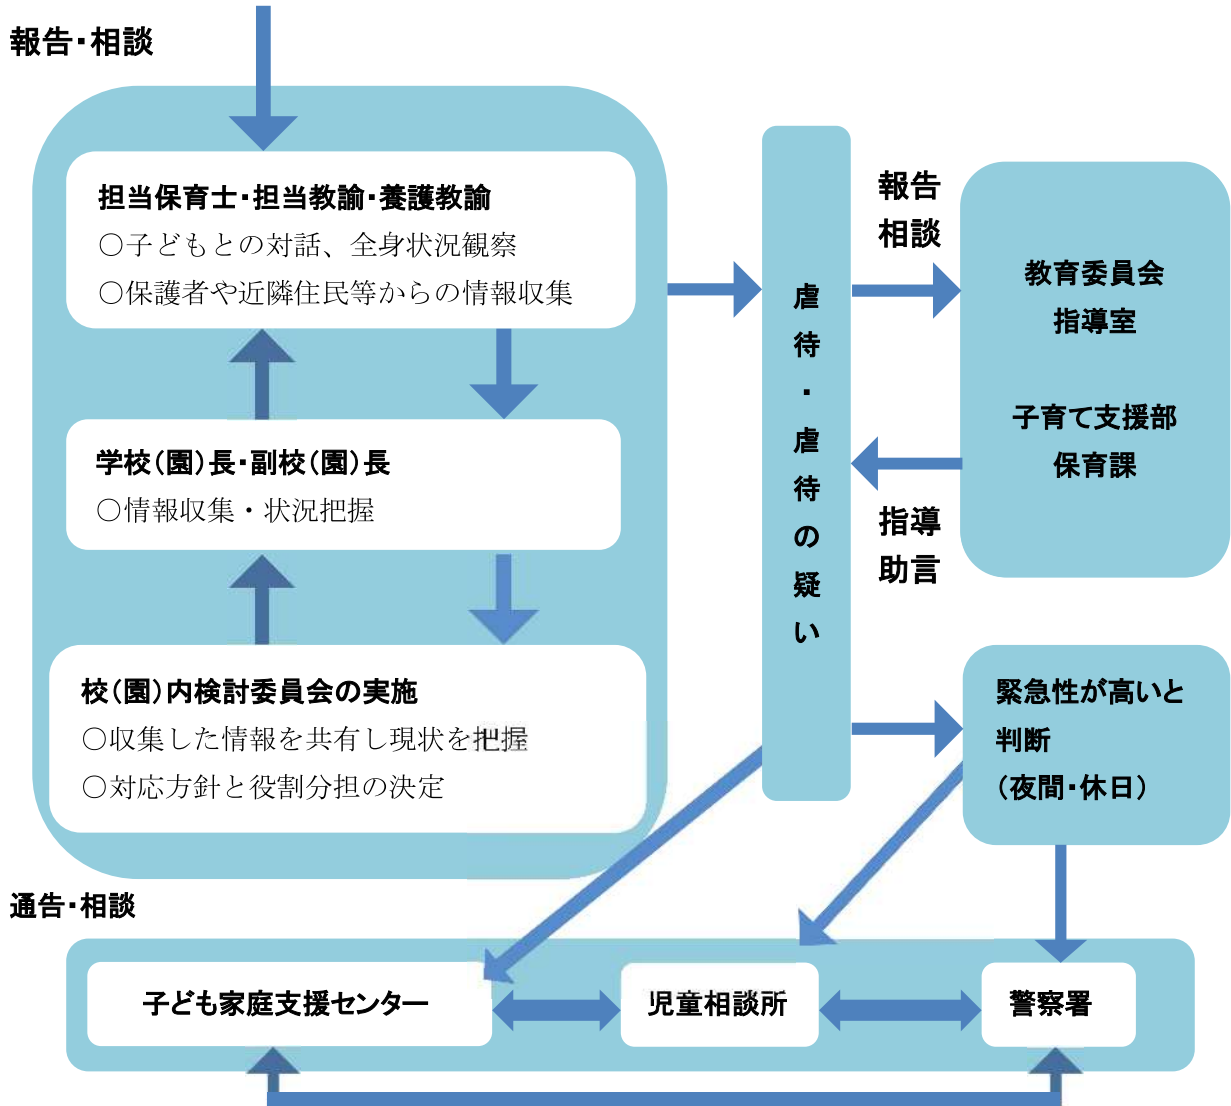 報告・相談
担当保育士・担当教諭・養護教諭
○子どもとの対話、全身状況観察
○保護者や近隣住民等からの情報収集
学校(園)長・副校(園)長
○情報収集・状況把握
校(園)内検討委員会の実施
○収集した情報を共有し現状を把握
○対応方針と役割分担の決定
虐待・虐待の疑い
報告
相談
指導
助言
教育委員会
指導室
子育て支援部
保育課
緊急性が高いと
判断
(夜間・休日)
通告・相談
子ども家庭支援センター
児童相談所
警察署